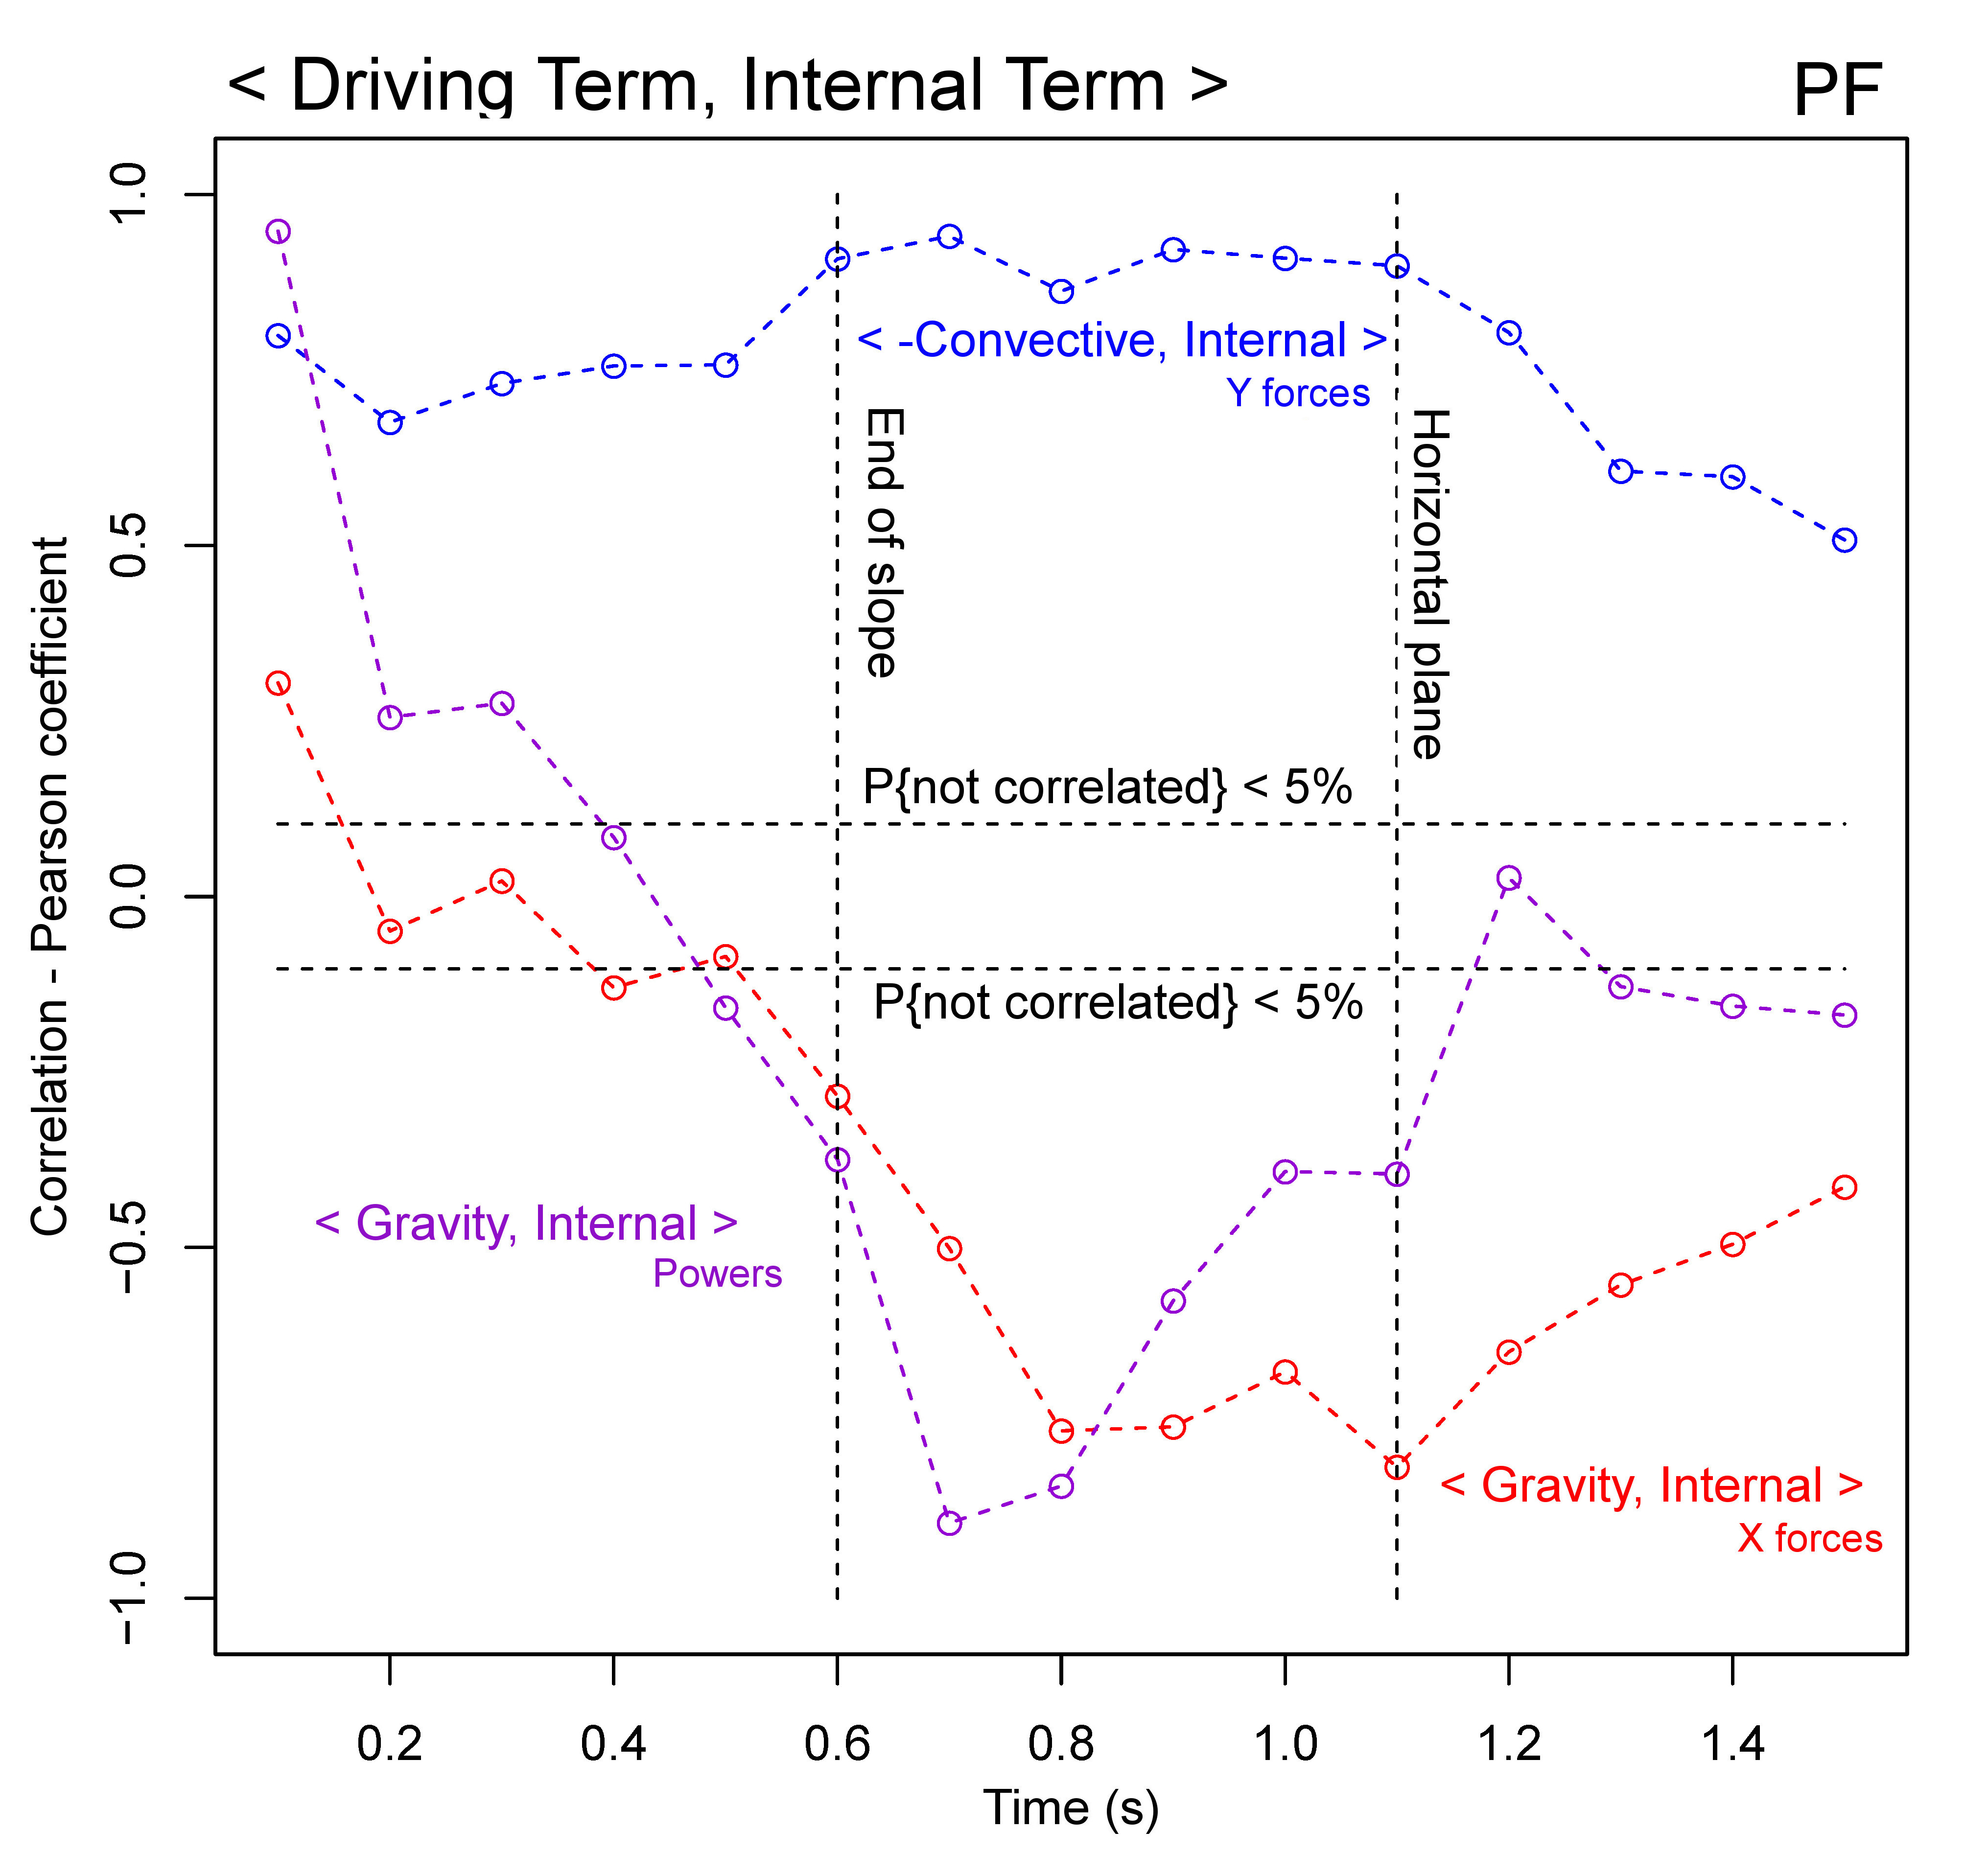 < Driving Term, Internal Term >
PF
1.0
0.5
0.0
−0.5
−1.0
Correlation - Pearson coefficient
< -Convective, Internal >
Y forces
End of slope
Horizontal plane
P{not correlated} < 5%
P{not correlated} < 5%
< Gravity, Internal >
Powers
< Gravity, Internal >
X forces
0.2 0.4 0.6 0.8 1.0 1.2 1.4
Time (s)